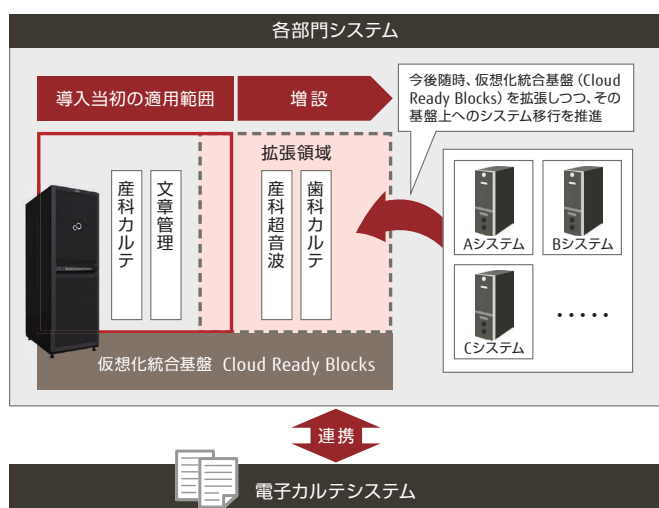 各部門システム
導入当初の適用範囲
増設
今後随時、仮想化統合基盤（Cloud
Ready Blocks）を拡張しつつ、その
基盤上へのシステム移行を推進
拡張領域
産科カルテ
文章管理
産科超音波
歯科カルテ
Aシステム
Bシステム
Cシステム
・・・・・
仮想化統合基盤 Cloud Ready Blocks
連携
電子カルテシステム